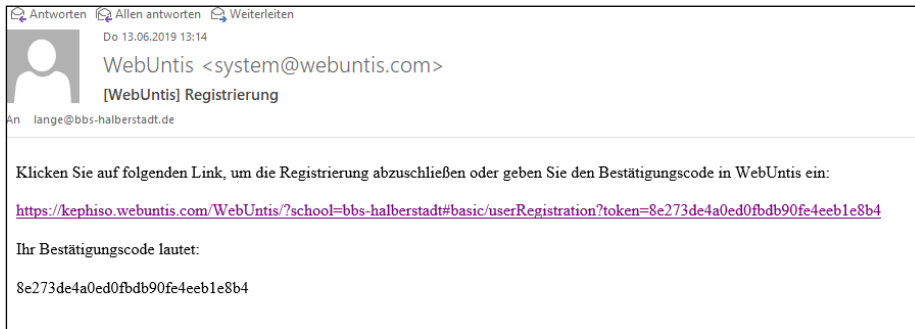 Antworten Allen antworten Weiterleiten
Do 13.06.2019 13:14
WebUntis <system@webuntis.com>
[WebUntis] Registrierung
An lange@bbs-halberstadt.de
Klicken Sie auf folgenden Link, um die Registrierung abzuschließen oder geben Sie den Bestätigungscode in WebUntis ein:
https://kephiso.webuntis.com/WebUntis/?school=bbs-halberstadt#basic/userRegistration?token=8e273de4a0ed0fbdb90fe4eeb1e8b4
Ihr Bestätigungscode lautet:
8e273de4a0ed0fbdb90fe4eeb1e8b4